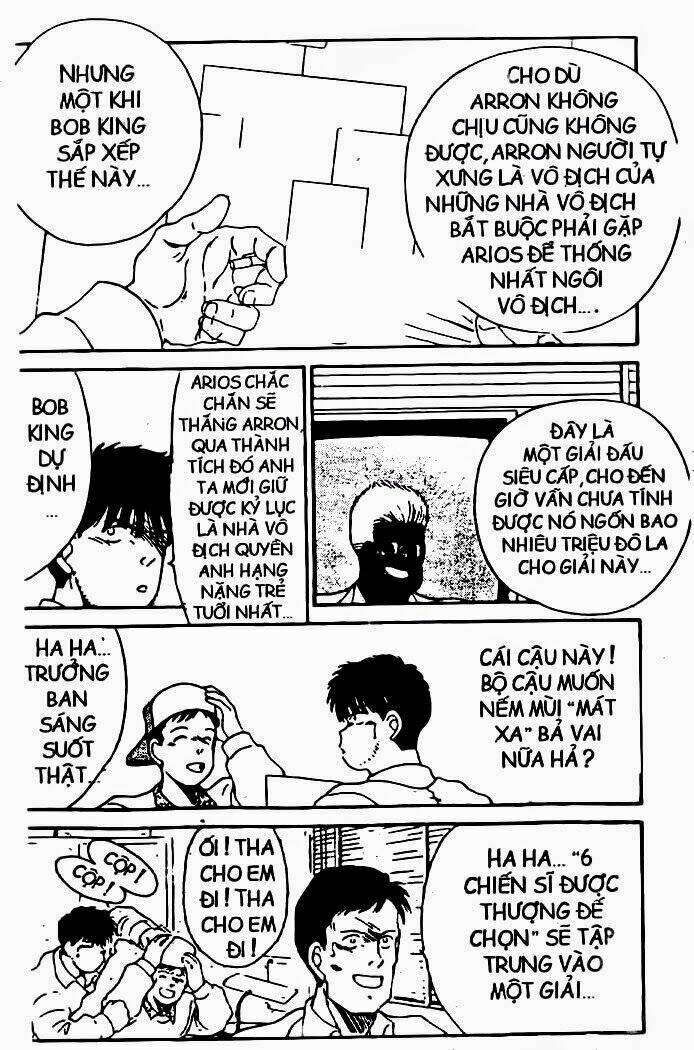 NHƯNG
MỘT KHI
BOB KING
SẮP XẾP
THẾ NÀY...
CHO DÙ
ARRON KHÔNG
CHỊU CŨNG KHÔNG
ĐƯỢC, ARRON NGƯỜI TỰ
XƯNG LÀ VÔ ĐỊCH CỦA
NHỮNG NHÀ VÔ ĐỊCH
BẮT BUỘC PHẢI GẶP
ARIOS ĐỂ THỐNG
NHẤT NGÔI
VÔ ĐỊCH....
BOB
KING
DỰ
ĐỊNH
...
ARIOS CHẮC
CHẮN SẼ
THẮNG ARRON,
QUA THÀNH
TÍCH ĐÓ ANH
TA MỚI GIỮ
ĐƯỢC KỶ LỤC
LÀ NHÀ VÔ
ĐỊCH QUYỀN
ANH HẠNG
NẶNG TRẺ
TUỔI NHẤT...
ĐÂY LÀ
MỘT GIẢI ĐẤU
SIÊU CẤP, CHO ĐẾN
GIỜ VẪN CHƯA TÍNH
ĐƯỢC NÓ NGỐN BAO
NHIÊU TRIỆU ĐÔ LA
CHO GIẢI NÀY...
HA HA...
TRƯỞNG
BAN
SÁNG
SUỐT
THẬT...
CÁI CẬU NÀY!
BỘ CẬU MUỐN
NẾM MÙI "MÁT
XA" BẢ VAI
NỮA HẢ?
CỘP!
CỘP!
ỐI! THA
CHO EM
ĐI! THA
CHO EM
ĐI!
HA HA... "6
CHIẾN SĨ ĐƯỢC
THƯỢNG ĐẾ
CHỌN" SẼ TẬP
TRUNG VÀO
MỘT GIẢI...